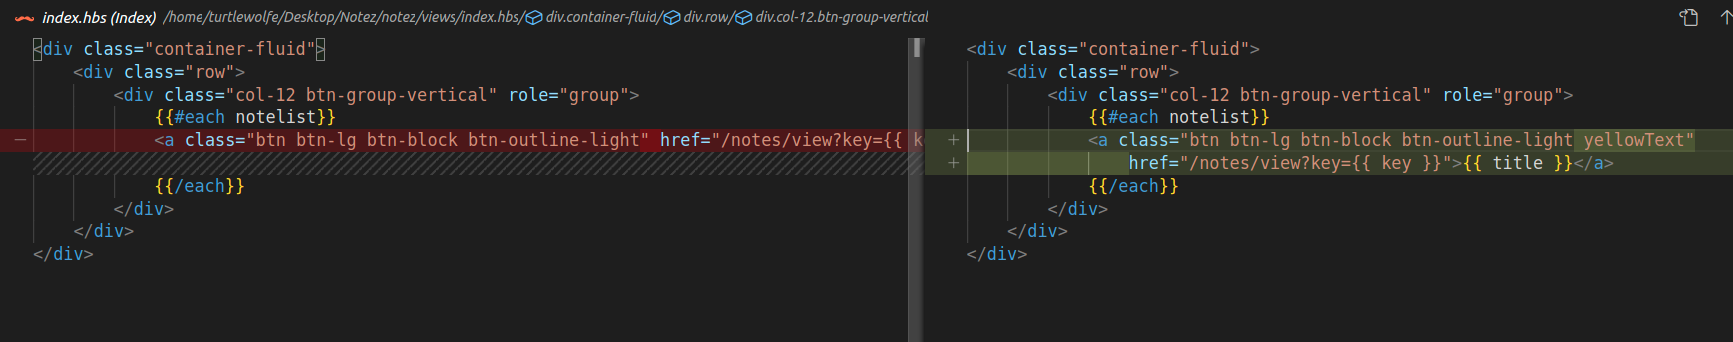 index.hbs (Index) /home/turtlewolfe/Desktop/Notez/notez/views/index.hbs/div.container-fluid/div.row/div.col-12.btn-group-vertical
<div class="container-fluid">
<div class="row">
<div class="col-12 btn-group-vertical" role="group">
{{#each notelist}}
— <a class="btn btn-lg btn-block btn-outline-light" href="/notes/view?key={{ k
{{/each}}
</div>
</div>
</div>
<div class="container-fluid">
<div class="row">
<div class="col-12 btn-group-vertical" role="group">
{{#each notelist}}
+ <a class="btn btn-lg btn-block btn-outline-light yellowText"
+ href="/notes/view?key={{ key }}">{{ title }}</a>
{{/each}}
</div>
</div>
</div>